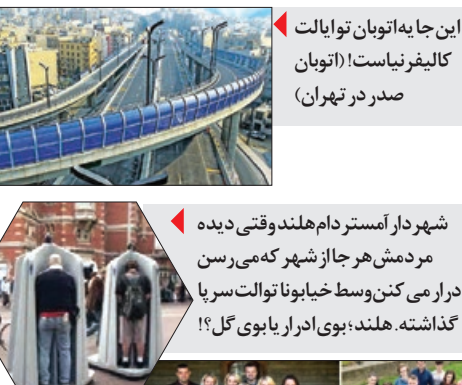 این جا یه اتوبان تو ایالت
کالیفرنیاست! (اتوبان
صدر در تهران)
شهردار آمستردام هلند وقتی دیده
مردمش هر جا از شهر که می‌رسن
درار می کنن وسط خیابونا توالت سرپا
گذاشته. هلند؛ بوی ادرار یا بوی گل؟!